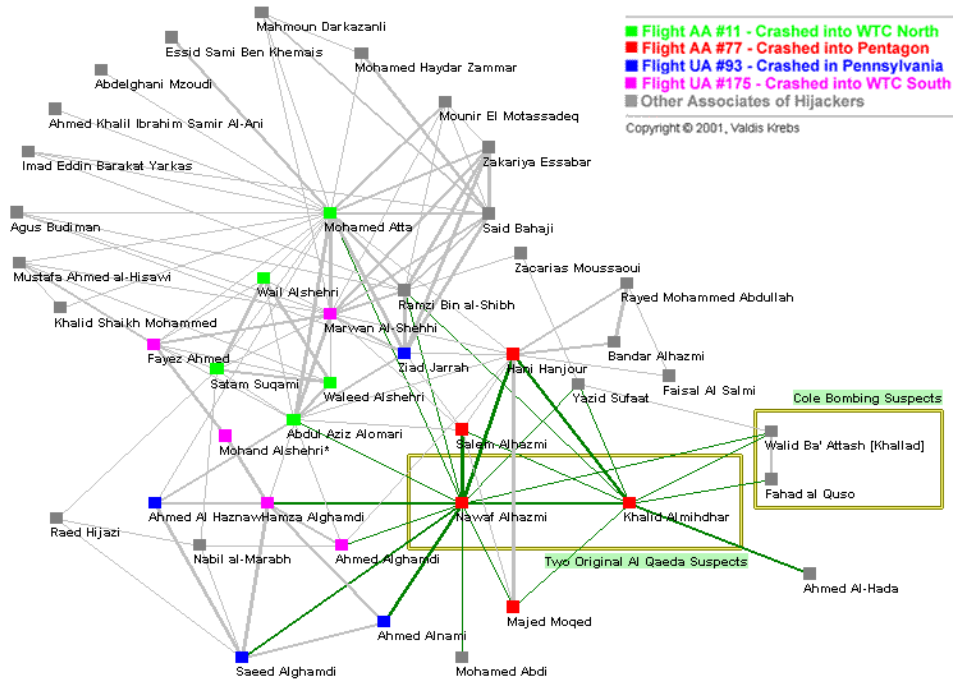 Mahmoun Darkazanli
Essid Sami Ben Khemais
Mohamed Haydar Zammar
Abdelghani Mzoudi
Mounir El Motassadeq
Ahmed Khalil Ibrahim Samir Al-Ani
Zakariya Essabar
Imad Eddin Barakat Yarkas
Flight AA #11 - Crashed into WTC North
Flight AA #77 - Crashed into Pentagon
Flight UA #93 - Crashed in Pennsylvania
Flight UA #175 - Crashed into WTC South
Other Associates of Hijackers
Copyright © 2001, Valdis Krebs
Agus Budiman
Mohamed Atta
Said Bahaji
Mustafa Ahmed al-Hisawi
Wail Alshehri
Zacarias Moussaoui
Ramzi Bin al-Shibh
Rayed Mohammed Abdullah
Khalid Shaikh Mohammed
Marwan Al-Shehhi
Fayez Ahmed
Ziad Jarrah
Hani Hanjour
Bandar Alhazmi
Satam Suqami
Waleed Alshehri
Yazid Sufaat
Faisal Al Salmi
Cole Bombing Suspects
Abdul Aziz Alomari
Mohand Alshehri*
Salem Alhazmi
Walid Ba' Attash [Khallad]
Fahad al Quso
Raed Hijazi
Ahmed Al Haznawi
Hamza Alghamdi
Nawaf Alhazmi
Khalid Almihdhar
Nabil al-Marabh
Ahmed Alghamdi
Two Original Al Qaeda Suspects
Ahmed Al-Hada
Majed Moqed
Ahmed Alnami
Saeed Alghamdi
Mohamed Abdi